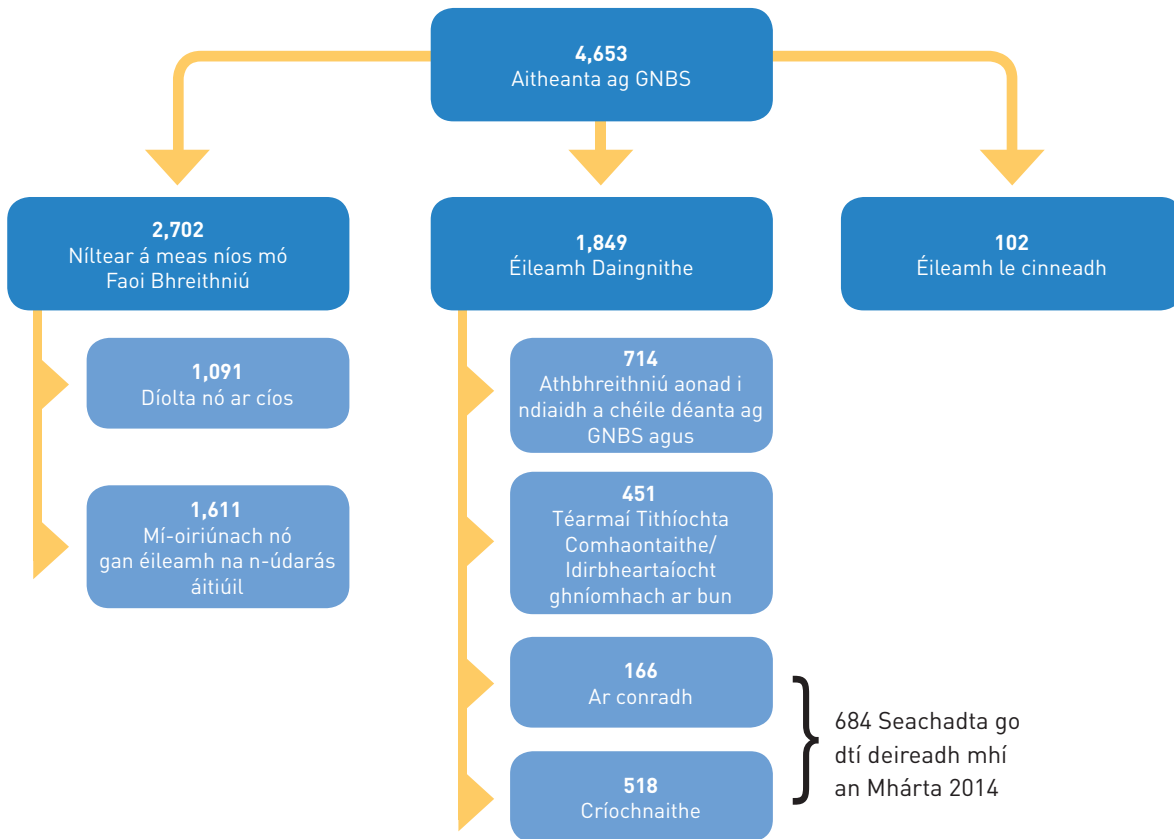 4,653
Aitheanta ag GNBS
2,702
Níltear á meas níos mó
Faoi Bhreithniú
1,849
Éileamh Daingnithe
102
Éileamh le cinneadh
1,091
Díolta nó ar cíos
1,611
Mí-oiriúnach nó
gan éileamh na n-údarás
áitiúil
714
Athbhreithniú aonad i
ndiaidh a chéile déanta ag
GNBS agus
451
Téarmaí Tithíochta
Comhaontaithe/
Idirbheartaíocht
ghníomhach ar bun
166
Ar conradh
518
Críochnaithe
684 Seachadta go
dtí deireadh mhí
an Mhárta 2014